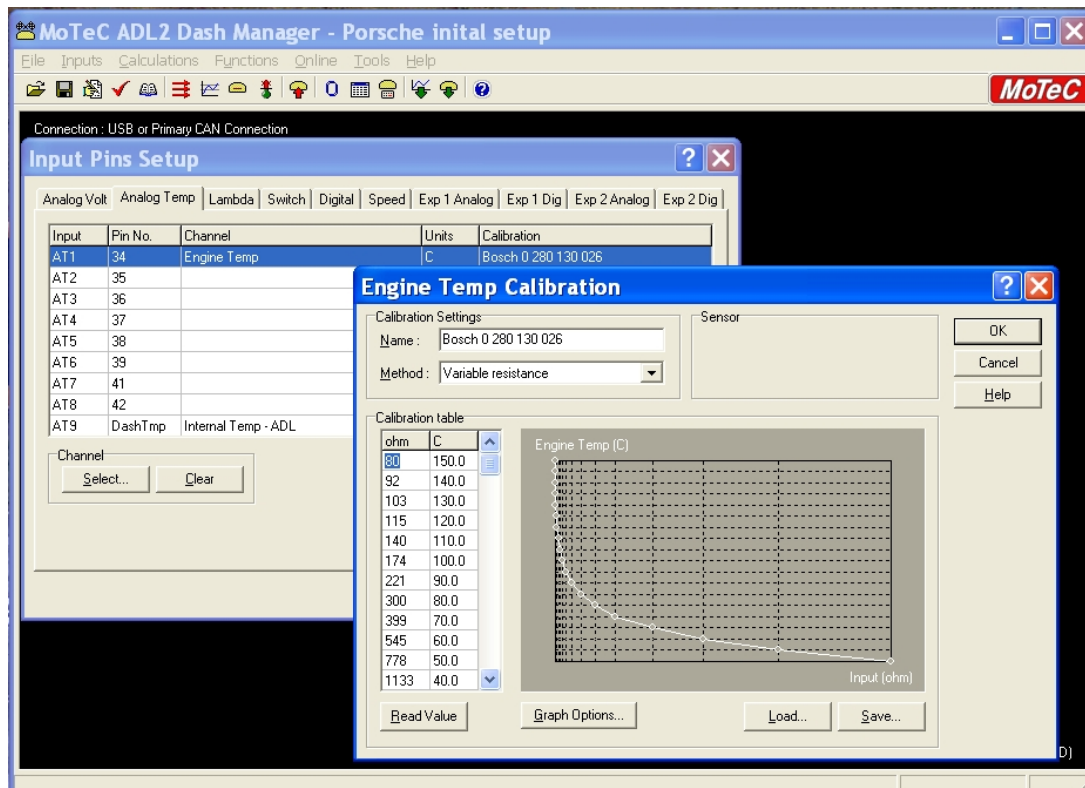 MoTeC ADL2 Dash Manager - Porsche inital setup
File Inputs Calculations Functions Online Tools Help
MoTeC
Connection : USB or Primary CAN Connection
Input Pins Setup
Analog Volt Analog Temp Lambda Switch Digital Speed Exp 1 Analog Exp 1 Dig Exp 2 Analog Exp 2 Dig
Input Pin No. Channel Units Calibration
AT1 34 Engine Temp C Bosch 0 280 130 026
AT2 35
AT3 36
AT4 37
AT5 38
AT6 39
AT7 41
AT8 42
AT9 DashTmp Internal Temp - ADL
Channel
Select... Clear
Engine Temp Calibration
Calibration Settings
Name : Bosch 0 280 130 026
Method : Variable resistance
Sensor
OK
Cancel
Help
Calibration table
ohm C
80 150.0
92 140.0
103 130.0
115 120.0
140 110.0
174 100.0
221 90.0
300 80.0
399 70.0
545 60.0
778 50.0
1133 40.0
Engine Temp (C)
Input (ohm)
Read Value Graph Options... Load... Save...
D)